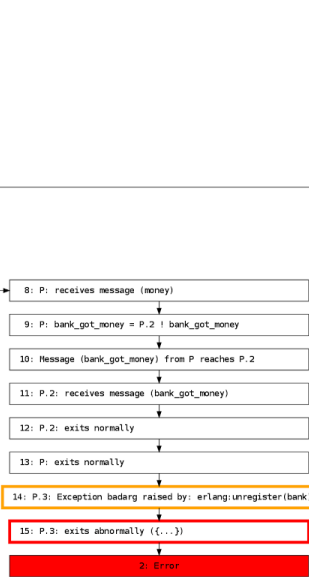 8: P: receives message (money)
9: P: bank_got_money = P.2 ! bank_got_money
10: Message (bank_got_money) from P reaches P.2
11: P.2: receives message (bank_got_money)
12: P.2: exits normally
13: P: exits normally
14: P.3: Exception badarg raised by: erlang:unregister(bank
15: P.3: exits abnormally ({...})
2: Error